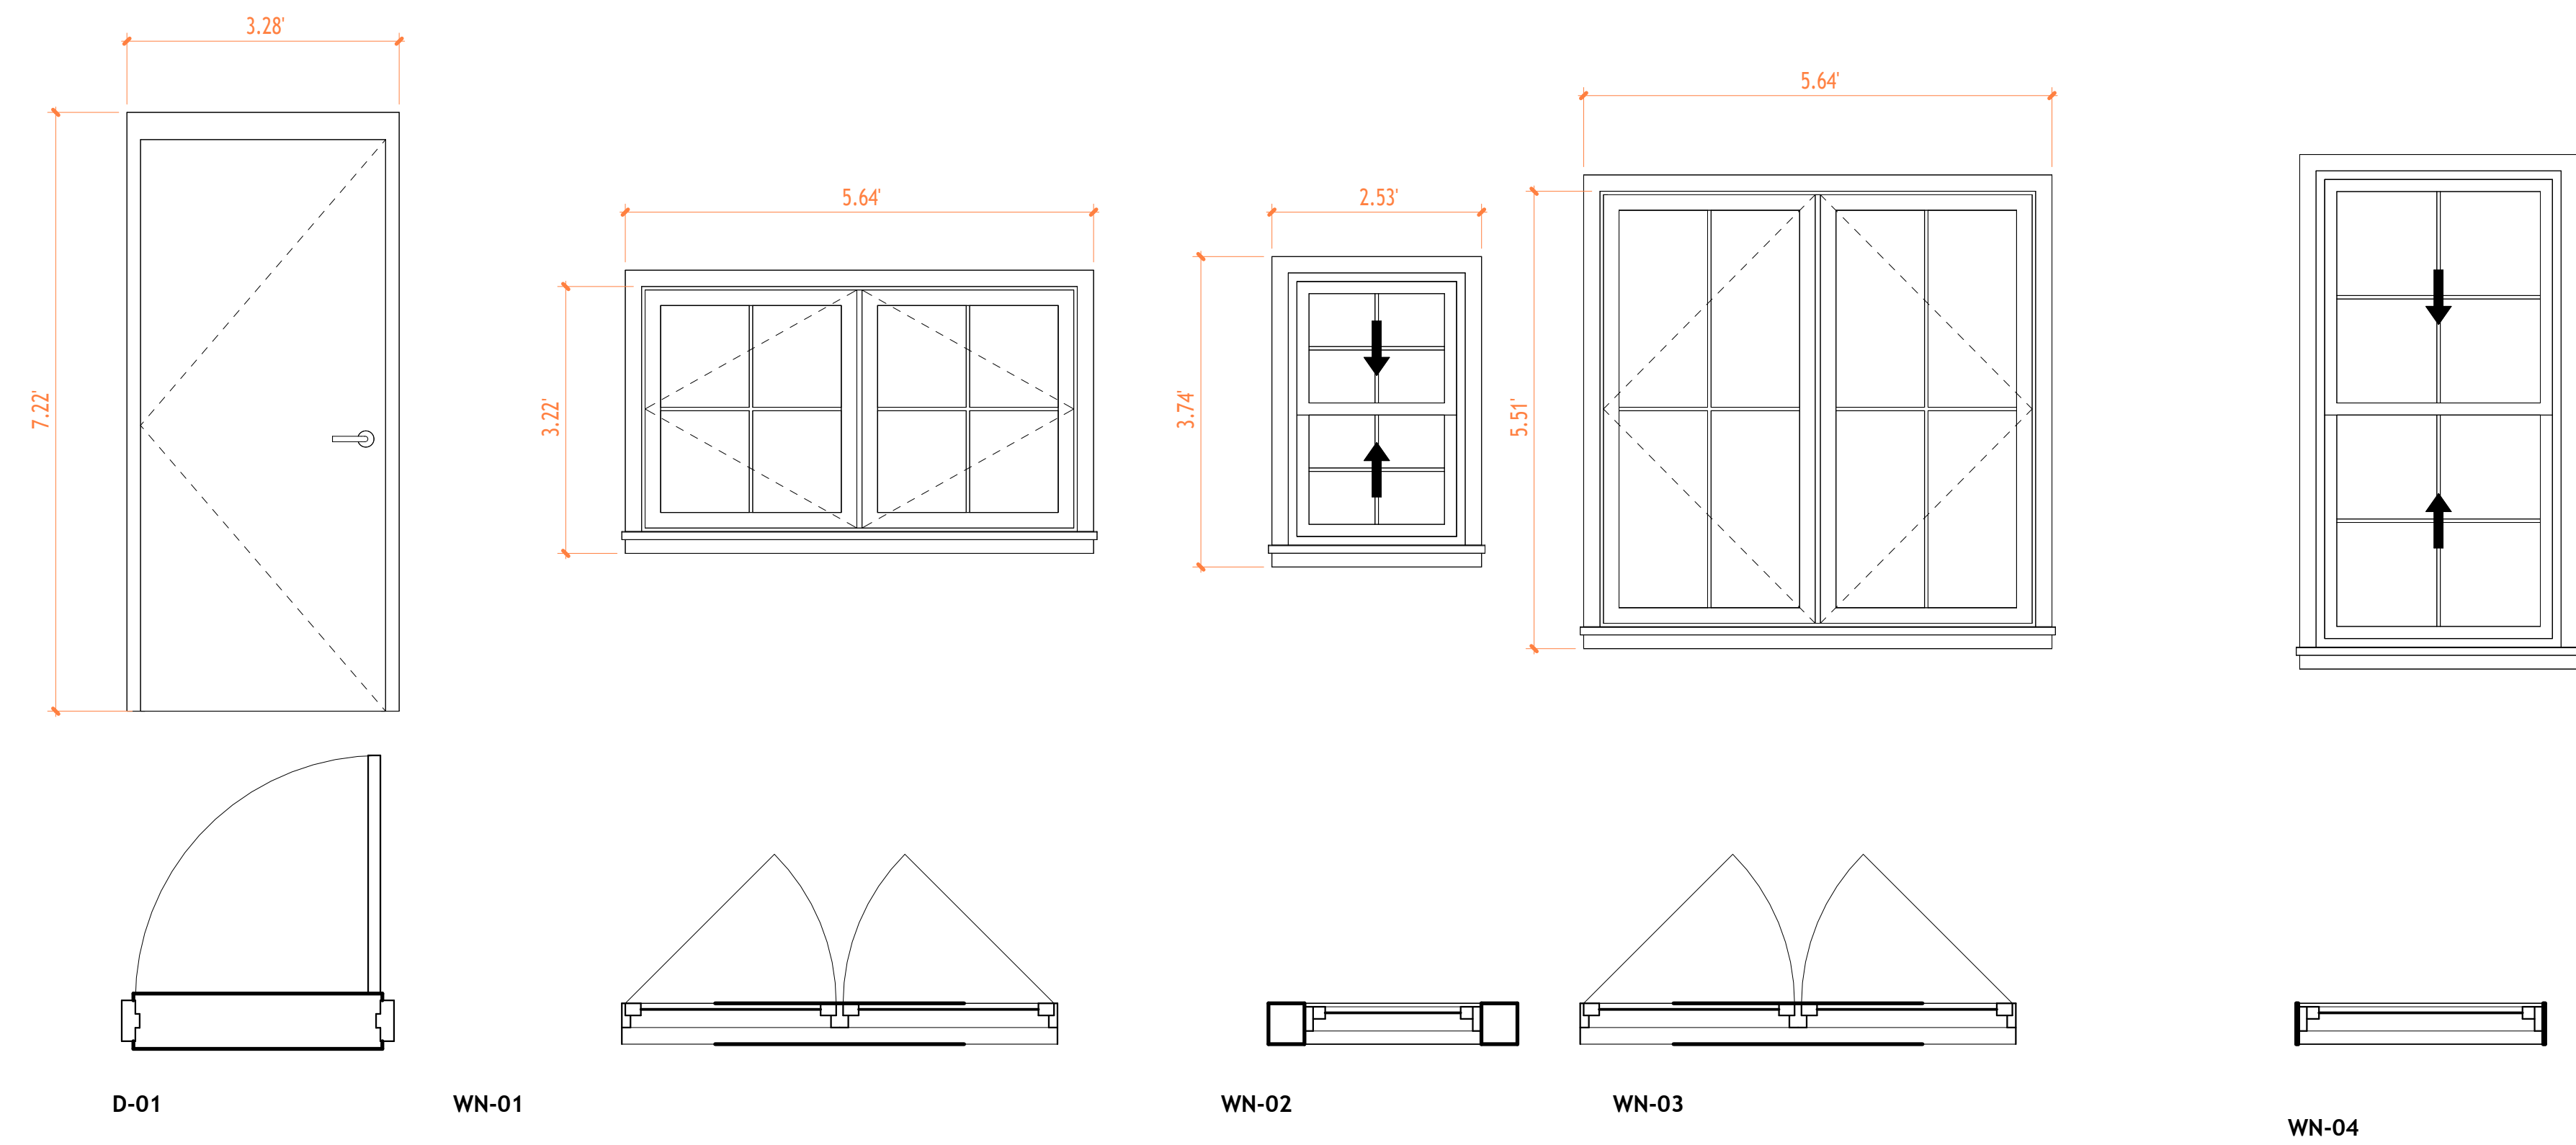 3.28'
7.22'
5.64'
3.22'
2.53'
3.74'
5.64'
5.51'
D-01
WN-01
WN-02
WN-03
WN-04